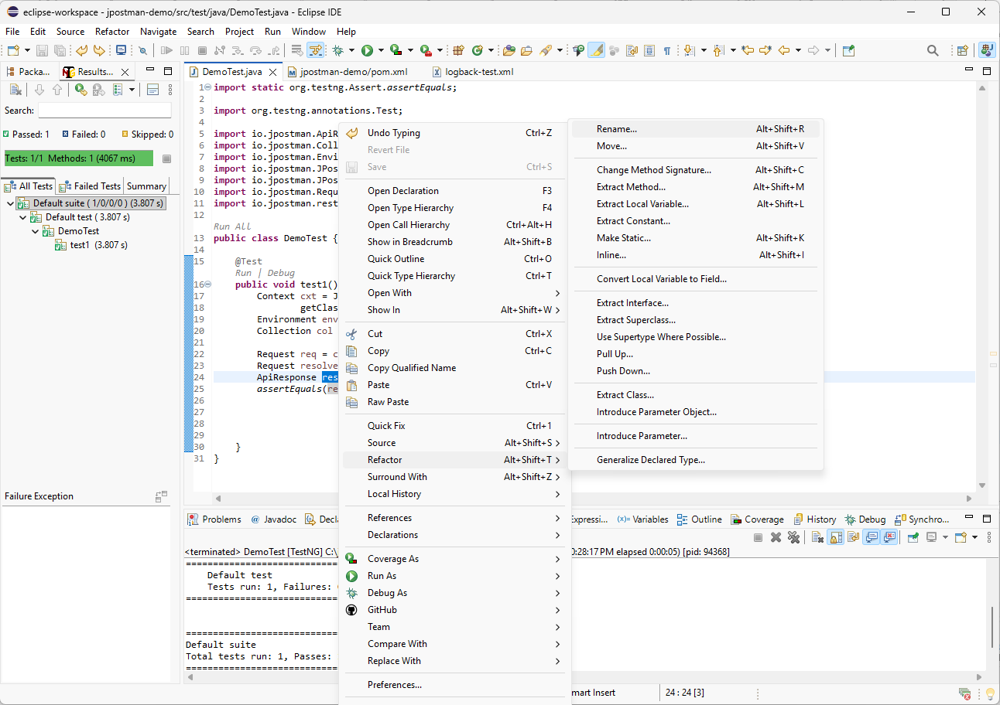 eclipse-workspace - jpostman-demo/src/test/java/DemoTest.java - Eclipse IDE
File Edit Source Refactor Navigate Search Project Run Window Help
Packa... Results...
Search:
Passed: 1 Failed: 0 Skipped: 0
Tests: 1/1 Methods: 1 (4067 ms)
All Tests Failed Tests Summary
Default suite ( 1/0/0/0 ) (3.807 s)
Default test ( 3.807 s)
DemoTest
test1 (3.807 s)
Failure Exception
DemoTest.java jpostman-demo/pom.xml logback-test.xml
1 import static org.testng.Assert.assertEquals;
2
3 import org.testng.annotations.Test;
4
5 import io.jpostman.ApiR
6 import io.jpostman.Coll
7 import io.jpostman.Envi
8 import io.jpostman.JPos
9 import io.jpostman.JPos
10 import io.jpostman.Requ
11 import io.jpostman.rest
12
Run All
13 public class DemoTest {
14
15 @Test
Run | Debug
16 public void test1()
17 Context cxt = J
18 getClas
19 Environment env
20 Collection col
21
22 Request req = c
23 Request resolve
24 ApiResponse res
25 assertEquals(re
26
27
28
29
30 }
31 }
Undo Typing Ctrl+Z
Revert File
Save Ctrl+S
Open Declaration F3
Open Type Hierarchy F4
Open Call Hierarchy Ctrl+Alt+H
Show in Breadcrumb Alt+Shift+B
Quick Outline Ctrl+O
Quick Type Hierarchy Ctrl+T
Open With
Show In Alt+Shift+W
Cut Ctrl+X
Copy Ctrl+C
Copy Qualified Name
Paste Ctrl+V
Raw Paste
Quick Fix Ctrl+1
Source Alt+Shift+S
Refactor Alt+Shift+T
Surround With Alt+Shift+Z
Local History
References
Declarations
Coverage As
Run As
Debug As
GitHub
Team
Compare With
Replace With
Preferences...
Rename... Alt+Shift+R
Move... Alt+Shift+V
Change Method Signature... Alt+Shift+C
Extract Method... Alt+Shift+M
Extract Local Variable... Alt+Shift+L
Extract Constant...
Make Static... Alt+Shift+K
Inline... Alt+Shift+I
Convert Local Variable to Field...
Extract Interface...
Extract Superclass...
Use Supertype Where Possible...
Pull Up...
Push Down...
Extract Class...
Introduce Parameter Object...
Introduce Parameter...
Generalize Declared Type...
Problems @ Javadoc Decla Expressi... (x)= Variables Outline Coverage History Debug Synchro...
<terminated> DemoTest [TestNG] C:\ 0:28:17 PM elapsed 0:00:05) [pid: 94368]
============================
Default test
Tests run: 1, Failures:
============================
============================
Default suite
Total tests run: 1, Passes:
============================
mart Insert 24 : 24 [3]